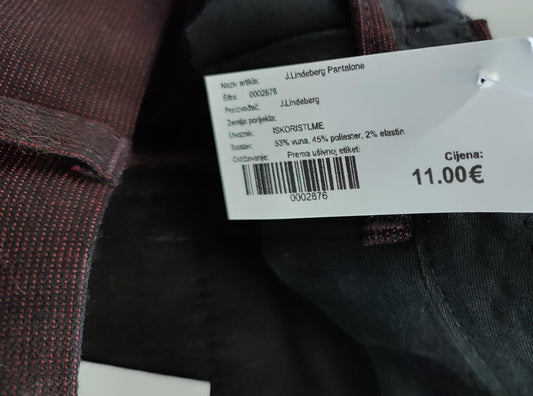 Naziv artikla: J.Lindeberg Pantalone
Šifra: 0002876
Proizvođač: J.Lindeberg
Zemlja porijekla:
Uvoznik: ISKORISTI.ME
Sastav: 53% vuna, 45% poliester, 2% elastin
Održavanje: Prema ušivnoj etiketi
Cijena:
11.00€
0002876